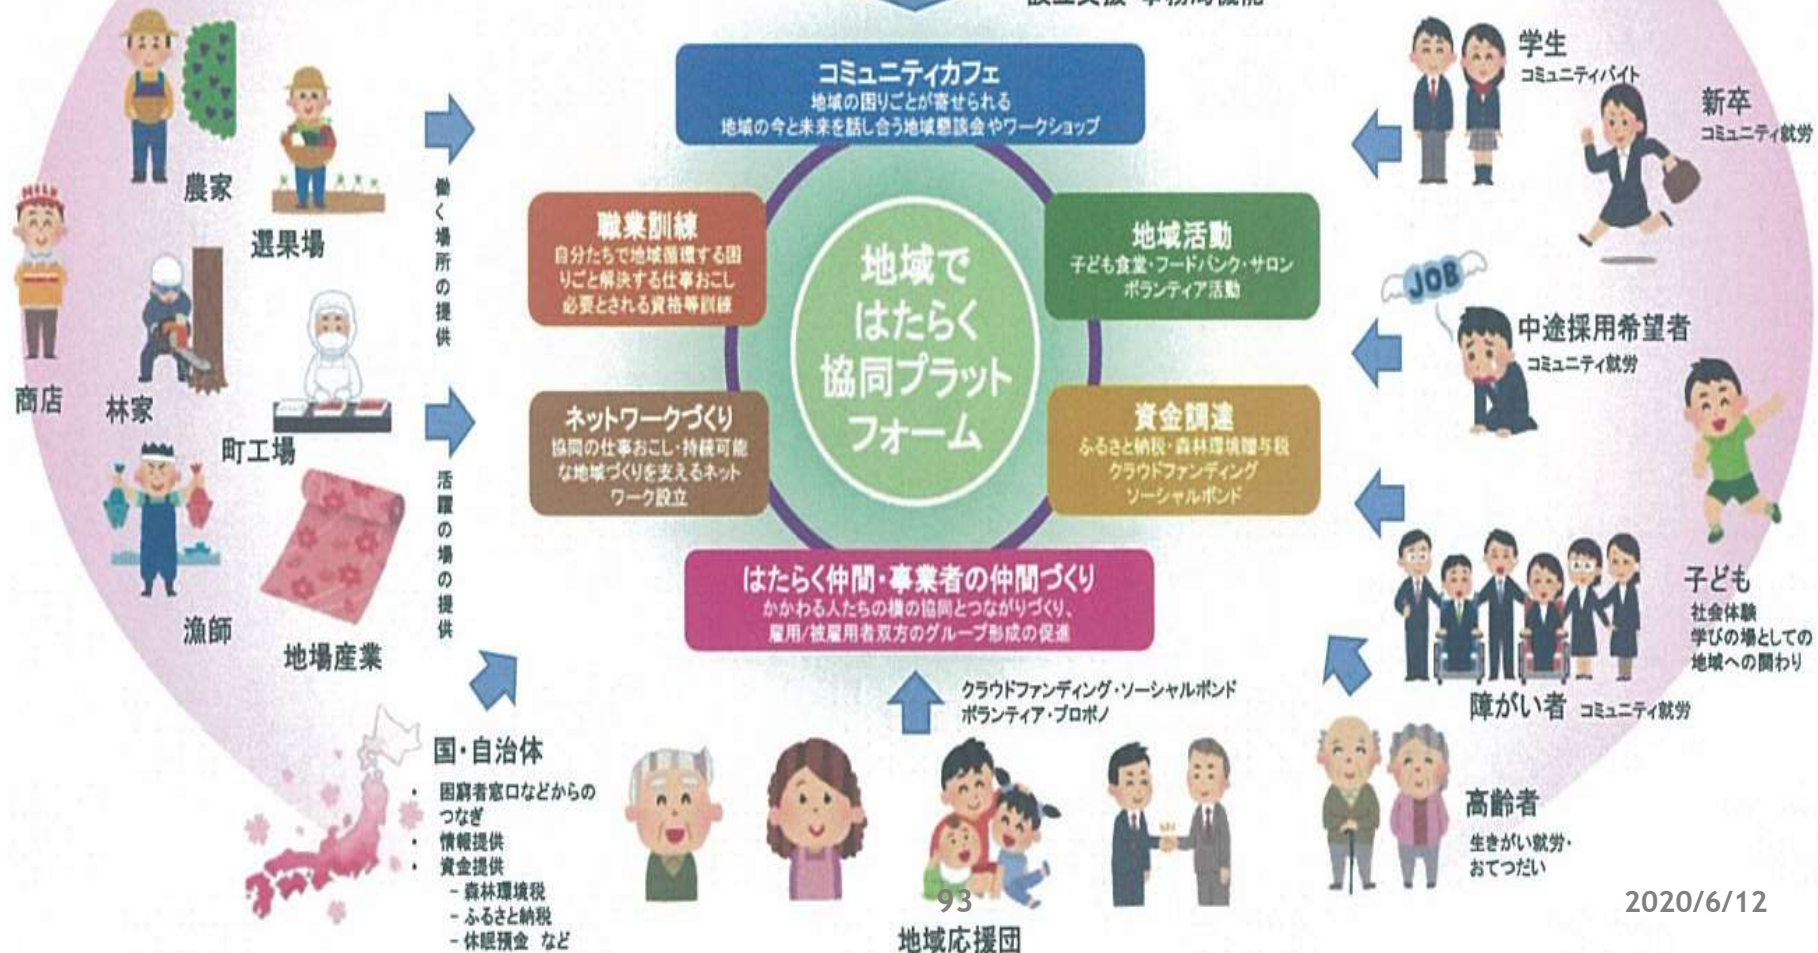 コミュニティカフェ
地域の困りごとが寄せられる
地域の今と未来を話し合う地域懇談会やワークショップ
農家
選果場
商店
林家
町工場
漁師
地場産業
働く場所の提供
活躍の場の提供
職業訓練
自分たちで地域循環する困
りごと解決する仕事おこし
必要とされる資格等訓練
ネットワークづくり
協同の仕事おこし・持続可能
な地域づくりを支えるネット
ワーク設立
地域で
はたらく
協同プラット
フォーム
地域活動
子ども食堂・フードバンク・サロン
ボランティア活動
資金調達
ふるさと納税・森林環境贈与税
クラウドファンディング
ソーシャルボンド
はたらく仲間・事業者の仲間づくり
かかわる人たちの横の協同とつながりづくり、
雇用/被雇用者双方のグループ形成の促進
学生
コミュニティバイト
新卒
コミュニティ就労
JOB
中途採用希望者
コミュニティ就労
子ども
社会体験
学びの場としての
地域への関わり
障がい者 コミュニティ就労
高齢者
生きがい就労・
おてつだい
クラウドファンディング・ソーシャルボンド
ボランティア・プロボノ
地域応援団
国・自治体
・ 困窮者窓口などからの
つなぎ
・ 情報提供
・ 資金提供
- 森林環境税
- ふるさと納税
- 休眠預金 など
93
2020/6/12